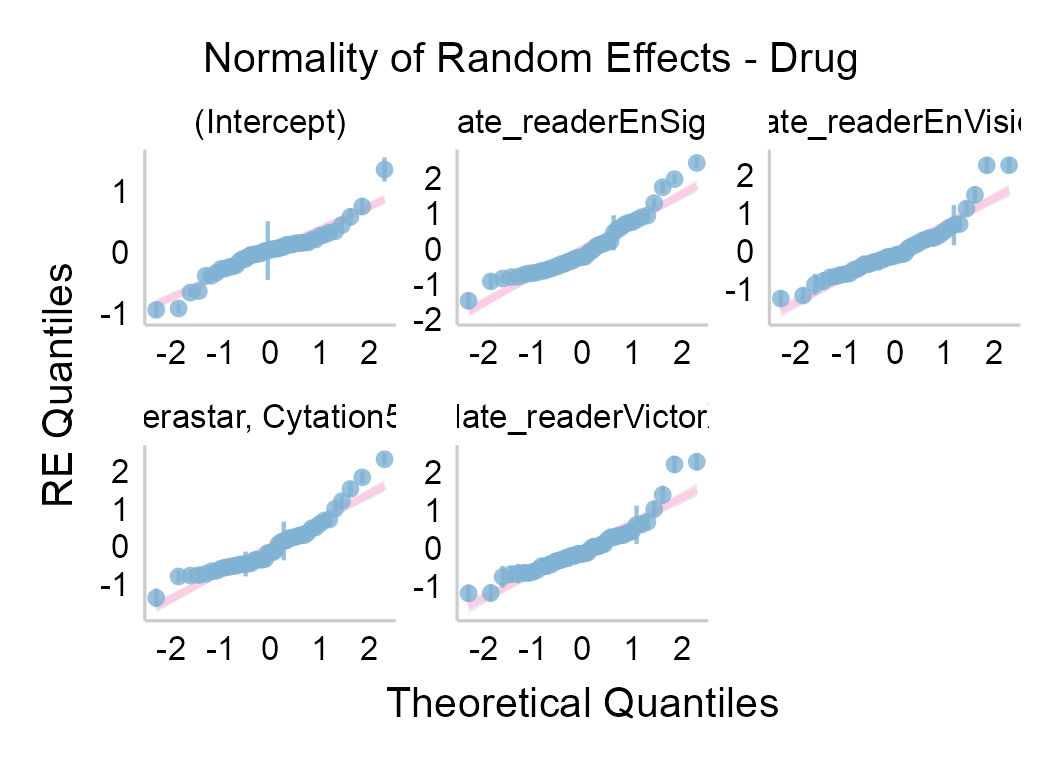 Normality of Random Effects - Drug
(Intercept)
ate_readerEnSig
ate_readerEnVisi
1
0
-1
2
1
0
-1
-2
2
1
0
-1
-2 -1 0 1 2
-2 -1 0 1 2
-2 -1 0 1 2
RE Quantiles
erastar, Cytation5
late_readerVictor
2
1
0
-1
2
1
0
-1
-2 -1 0 1 2
-2 -1 0 1 2
Theoretical Quantiles